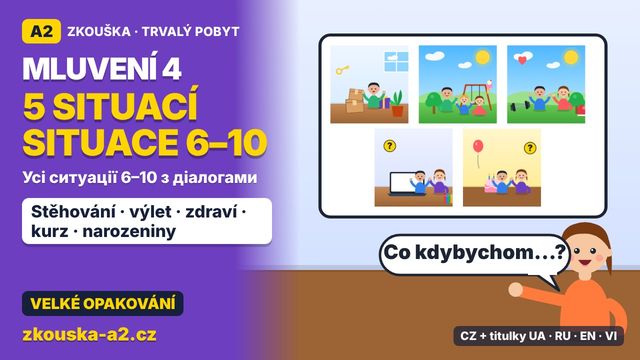 A2 ZKOUŠKA · TRVALÝ POBYT
MLUVENÍ 4
5 SITUACÍ
SITUACE 6–10
Усі ситуації 6–10 з діалогами
Stěhování · výlet · zdraví ·
kurz · narozeniny
VELKÉ OPAKOVÁNÍ
zkouska-a2.cz
?
?
Co kdybychom...?
CZ + titulky UA · RU · EN · VI